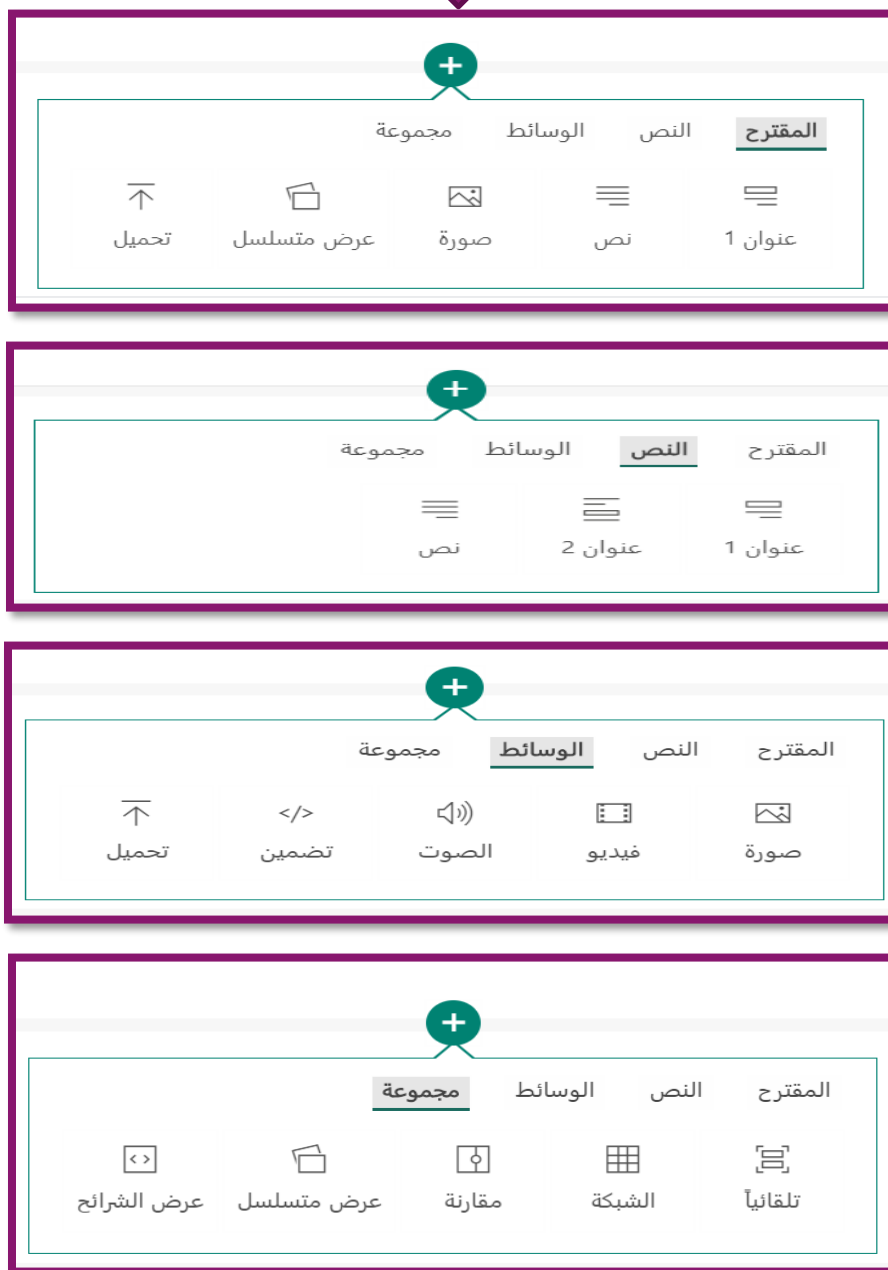 المقترح النص الوسائط مجموعة
عنوان 1 نص صورة عرض متسلسل تحميل
المقترح النص الوسائط مجموعة
عنوان 1 عنوان 2 نص
المقترح النص الوسائط مجموعة
صورة فيديو الصوت تضمين تحميل
المقترح النص الوسائط مجموعة
تلقائياً الشبكة مقارنة عرض متسلسل عرض الشرائح